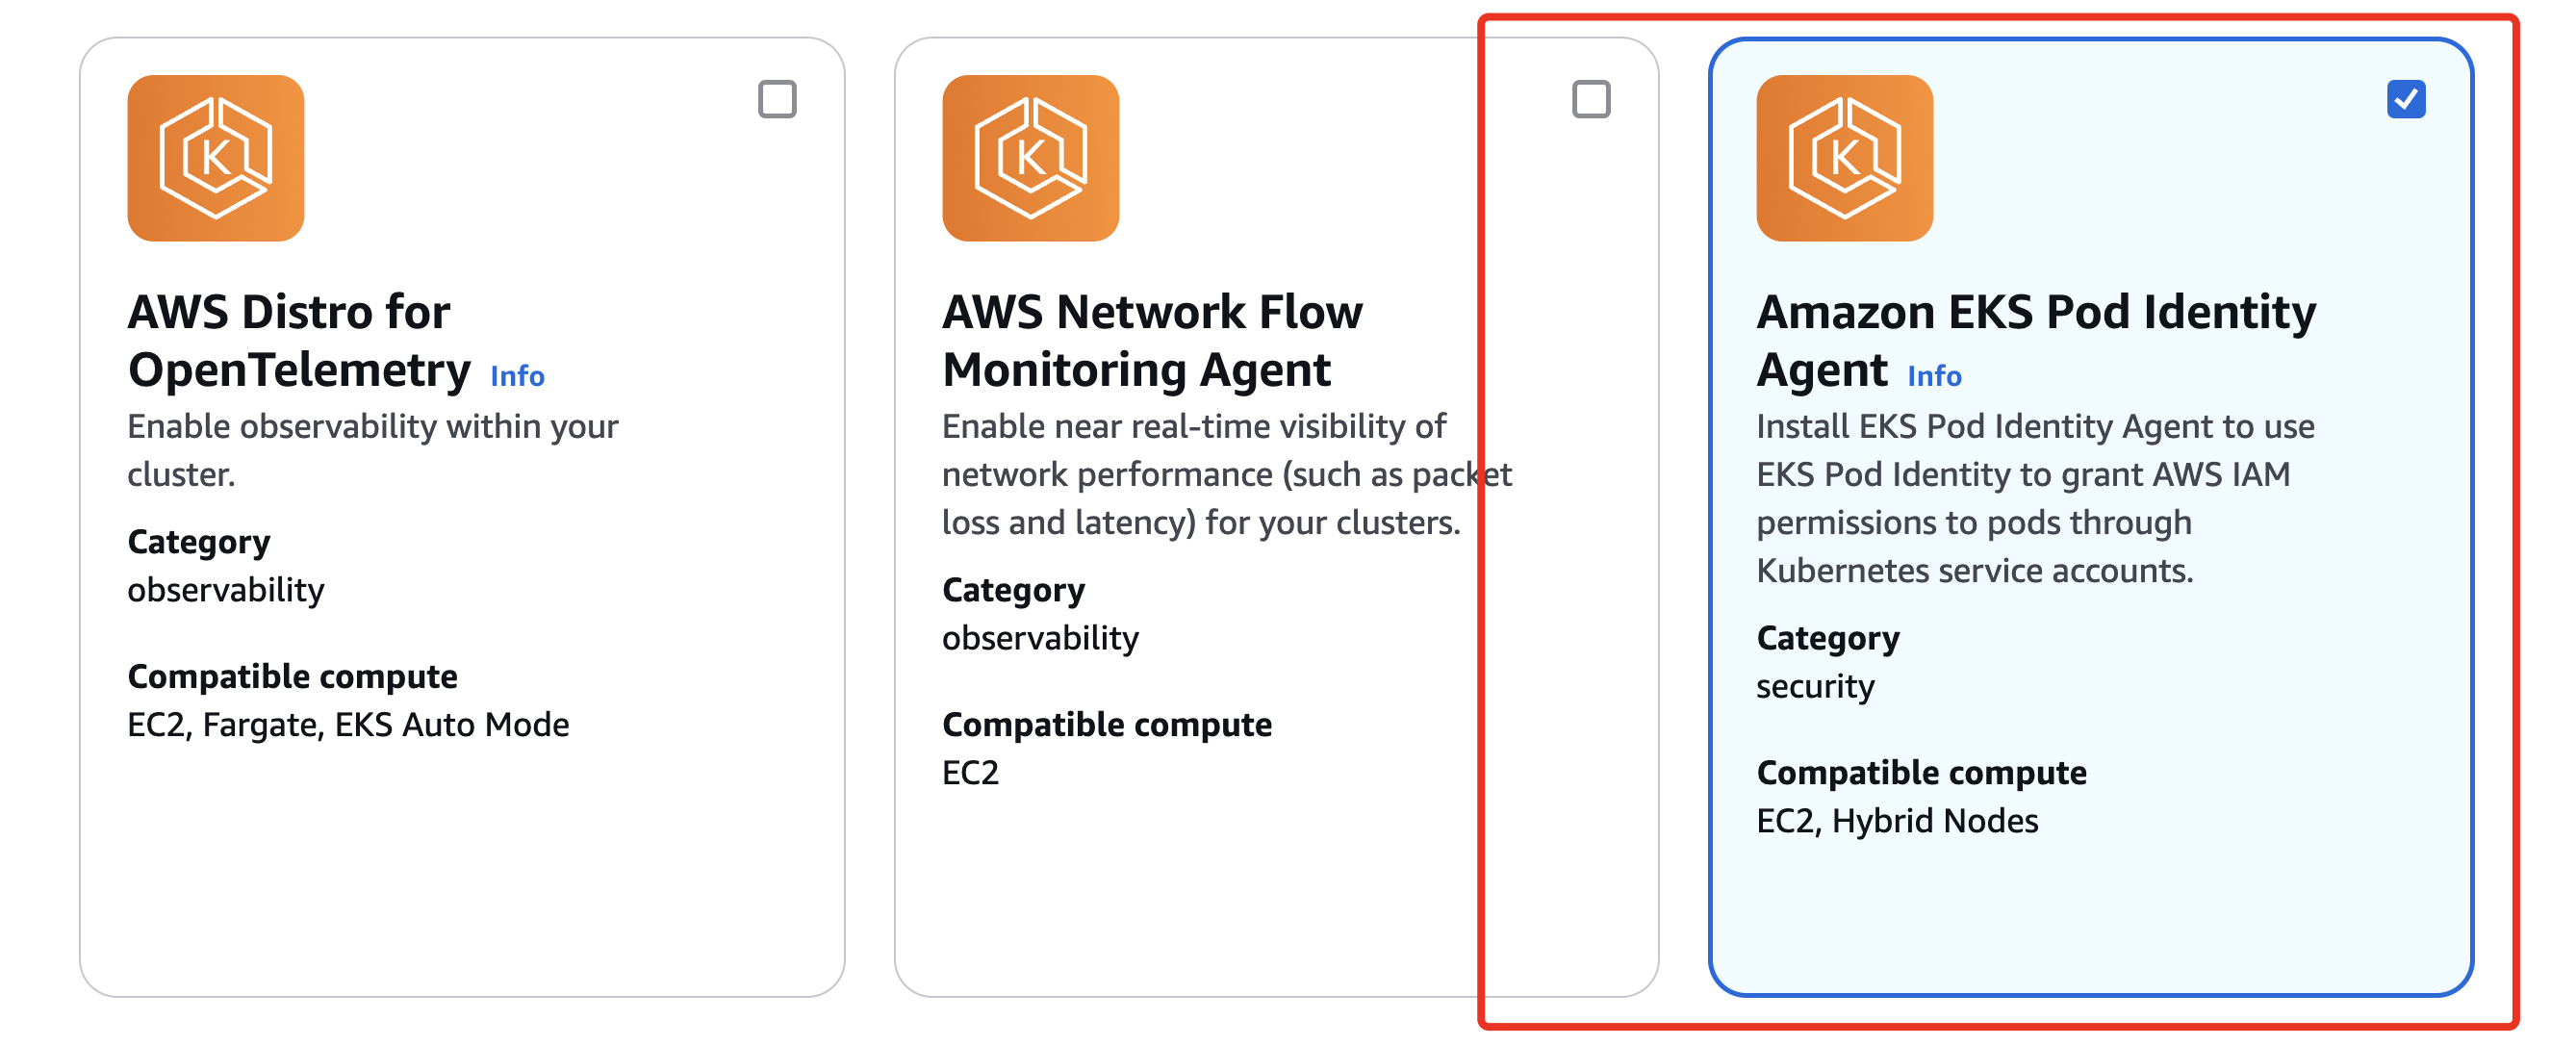 K
AWS Distro for
OpenTelemetry Info
Enable observability within your
cluster.
Category
observability
Compatible compute
EC2, Fargate, EKS Auto Mode
K
AWS Network Flow
Monitoring Agent
Enable near real-time visibility of
network performance (such as packet
loss and latency) for your clusters.
Category
observability
Compatible compute
EC2
K
Amazon EKS Pod Identity
Agent Info
Install EKS Pod Identity Agent to use
EKS Pod Identity to grant AWS IAM
permissions to pods through
Kubernetes service accounts.
Category
security
Compatible compute
EC2, Hybrid Nodes